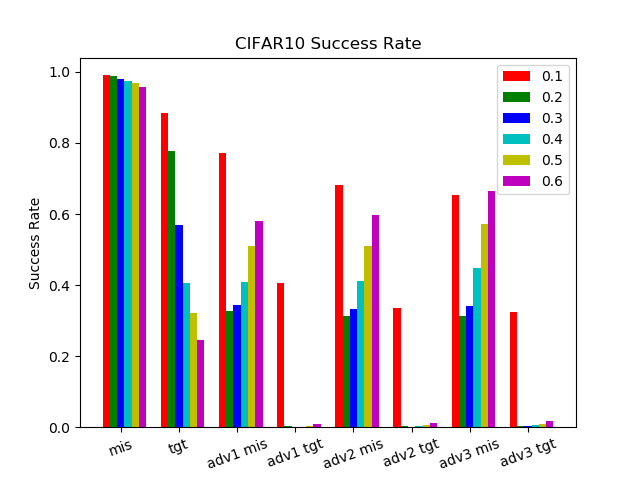 CIFAR10 Success Rate
Success Rate
1.0
0.8
0.6
0.4
0.2
0.0
0.1
0.2
0.3
0.4
0.5
0.6
mis
tgt
adv1 mis
adv1 tgt
adv2 mis
adv2 tgt
adv3 mis
adv3 tgt